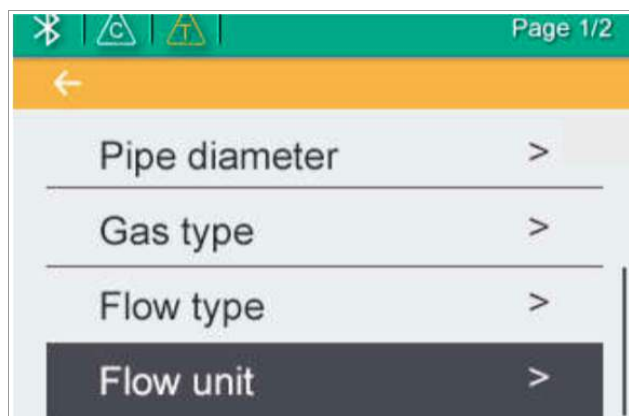 C T Page 1/2
Pipe diameter >
Gas type >
Flow type >
Flow unit >